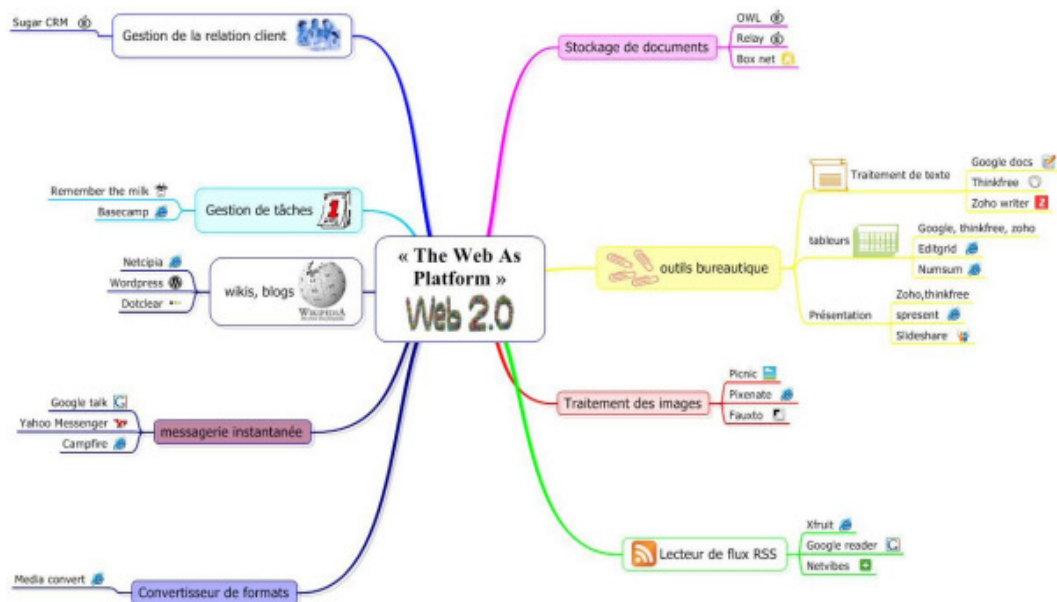 « The Web As
Platform »
Web 2.0
Gestion de la relation client
Sugar CRM
Gestion de tâches
1
Remember the milk
Basecamp
wikis, blogs
WIKIPEDIA
Netcipia
Wordpress
Dotclear
messagerie instantanée
Google talk
Yahoo Messenger
Campfire
Convertisseur de formats
Media convert
Stockage de documents
OWL
Relay
Box net
outils bureautique
Traitement de texte
Google docs
Thinkfree
Zoho writer
tableurs
Google, thinkfree, zoho
Editgrid
Numsum
Présentation
Zoho,thinkfree
spresent
Slideshare
Traitement des images
Picnic
Pixenate
Fauxto
Lecteur de flux RSS
Xfruit
Google reader
Netvibes